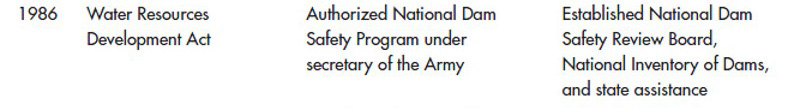 1986 Water Resources Authorized National Dam Established National Dam
Development Act Safety Program under Safety Review Board,
secretary of the Army National Inventory of Dams,
and state assistance